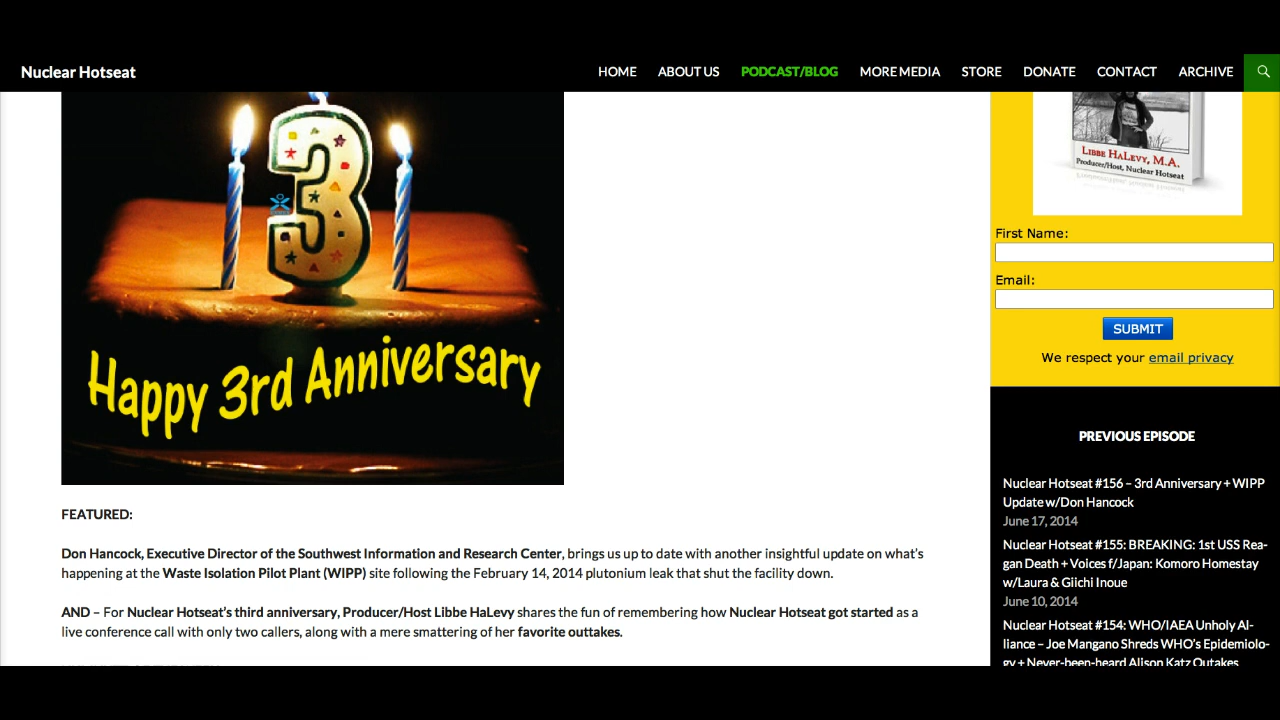 Nuclear Hotseat
HOME ABOUT US PODCAST/BLOG MORE MEDIA STORE DONATE CONTACT ARCHIVE
3
Happy 3rd Anniversary
FEATURED:
Don Hancock, Executive Director of the Southwest Information and Research Center, brings us up to date with another insightful update on what's
happening at the Waste Isolation Pilot Plant (WIPP) site following the February 14, 2014 plutonium leak that shut the facility down.
AND – For Nuclear Hotseat's third anniversary, Producer/Host Libbe HaLevy shares the fun of remembering how Nuclear Hotseat got started as a
live conference call with only two callers, along with a mere smattering of her favorite outtakes.
LIBBE HALEVY, M.A.
Producer/Host, Nuclear Hotseat
First Name:
Email:
SUBMIT
We respect your email privacy
PREVIOUS EPISODE
Nuclear Hotseat #156 – 3rd Anniversary + WIPP
Update w/Don Hancock
June 17, 2014
Nuclear Hotseat #155: BREAKING: 1st USS Rea-
gan Death + Voices f/Japan: Komoro Homestay
w/Laura & Giichi Inoue
June 10, 2014
Nuclear Hotseat #154: WHO/IAEA Unholy Al-
liance – Joe Mangano Shreds WHO's Epidemiolo-
gy + Never-been-heard Alison Katz Outakes